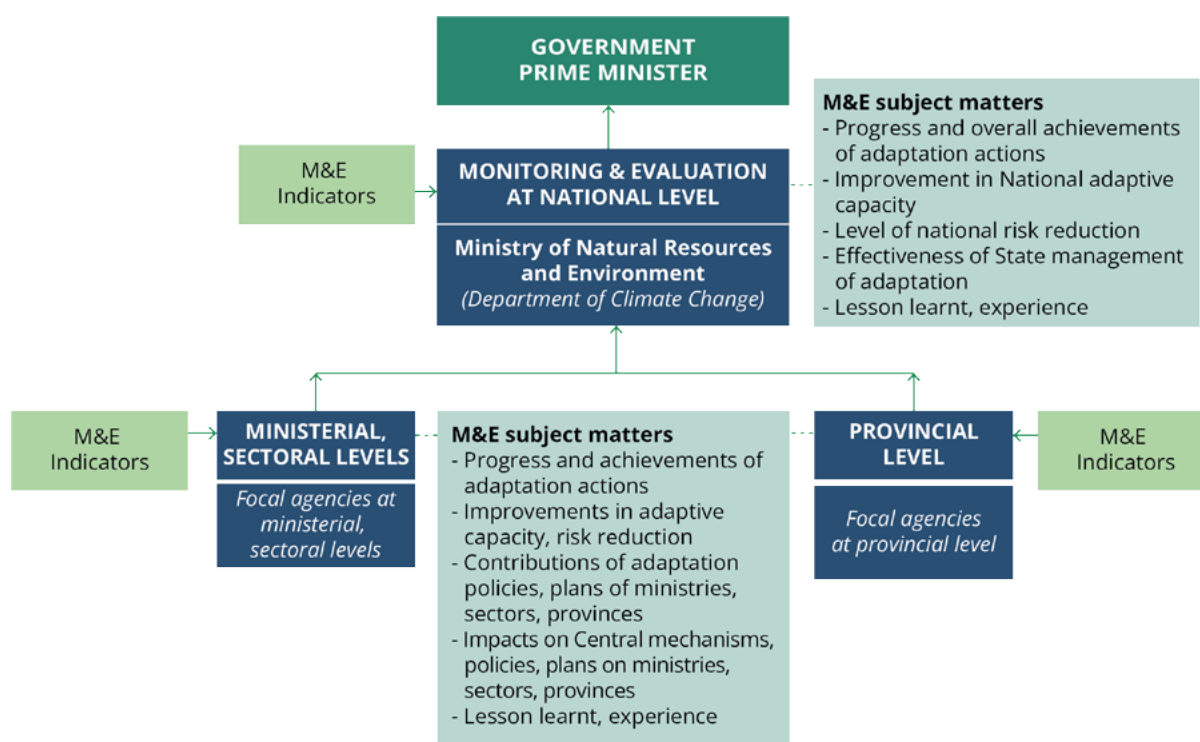 GOVERNMENT
PRIME MINISTER
M&E
Indicators
MONITORING & EVALUATION
AT NATIONAL LEVEL
Ministry of Natural Resources
and Environment
(Department of Climate Change)
M&E subject matters
- Progress and overall achievements
of adaptation actions
- Improvement in National adaptive
capacity
- Level of national risk reduction
- Effectiveness of State management
of adaptation
- Lesson learnt, experience
M&E
Indicators
MINISTERIAL,
SECTORAL LEVELS
Focal agencies at
ministerial,
sectoral levels
M&E subject matters
- Progress and achievements of
adaptation actions
- Improvements in adaptive
capacity, risk reduction
- Contributions of adaptation
policies, plans of ministries,
sectors, provinces
- Impacts on Central mechanisms,
policies, plans on ministries,
sectors, provinces
- Lesson learnt, experience
PROVINCIAL
LEVEL
Focal agencies
at provincial level
M&E
Indicators